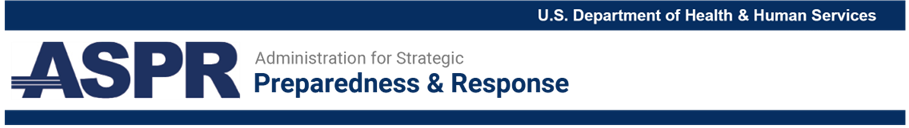 U.S. Department of Health & Human Services
ASPR
Administration for Strategic
Preparedness & Response